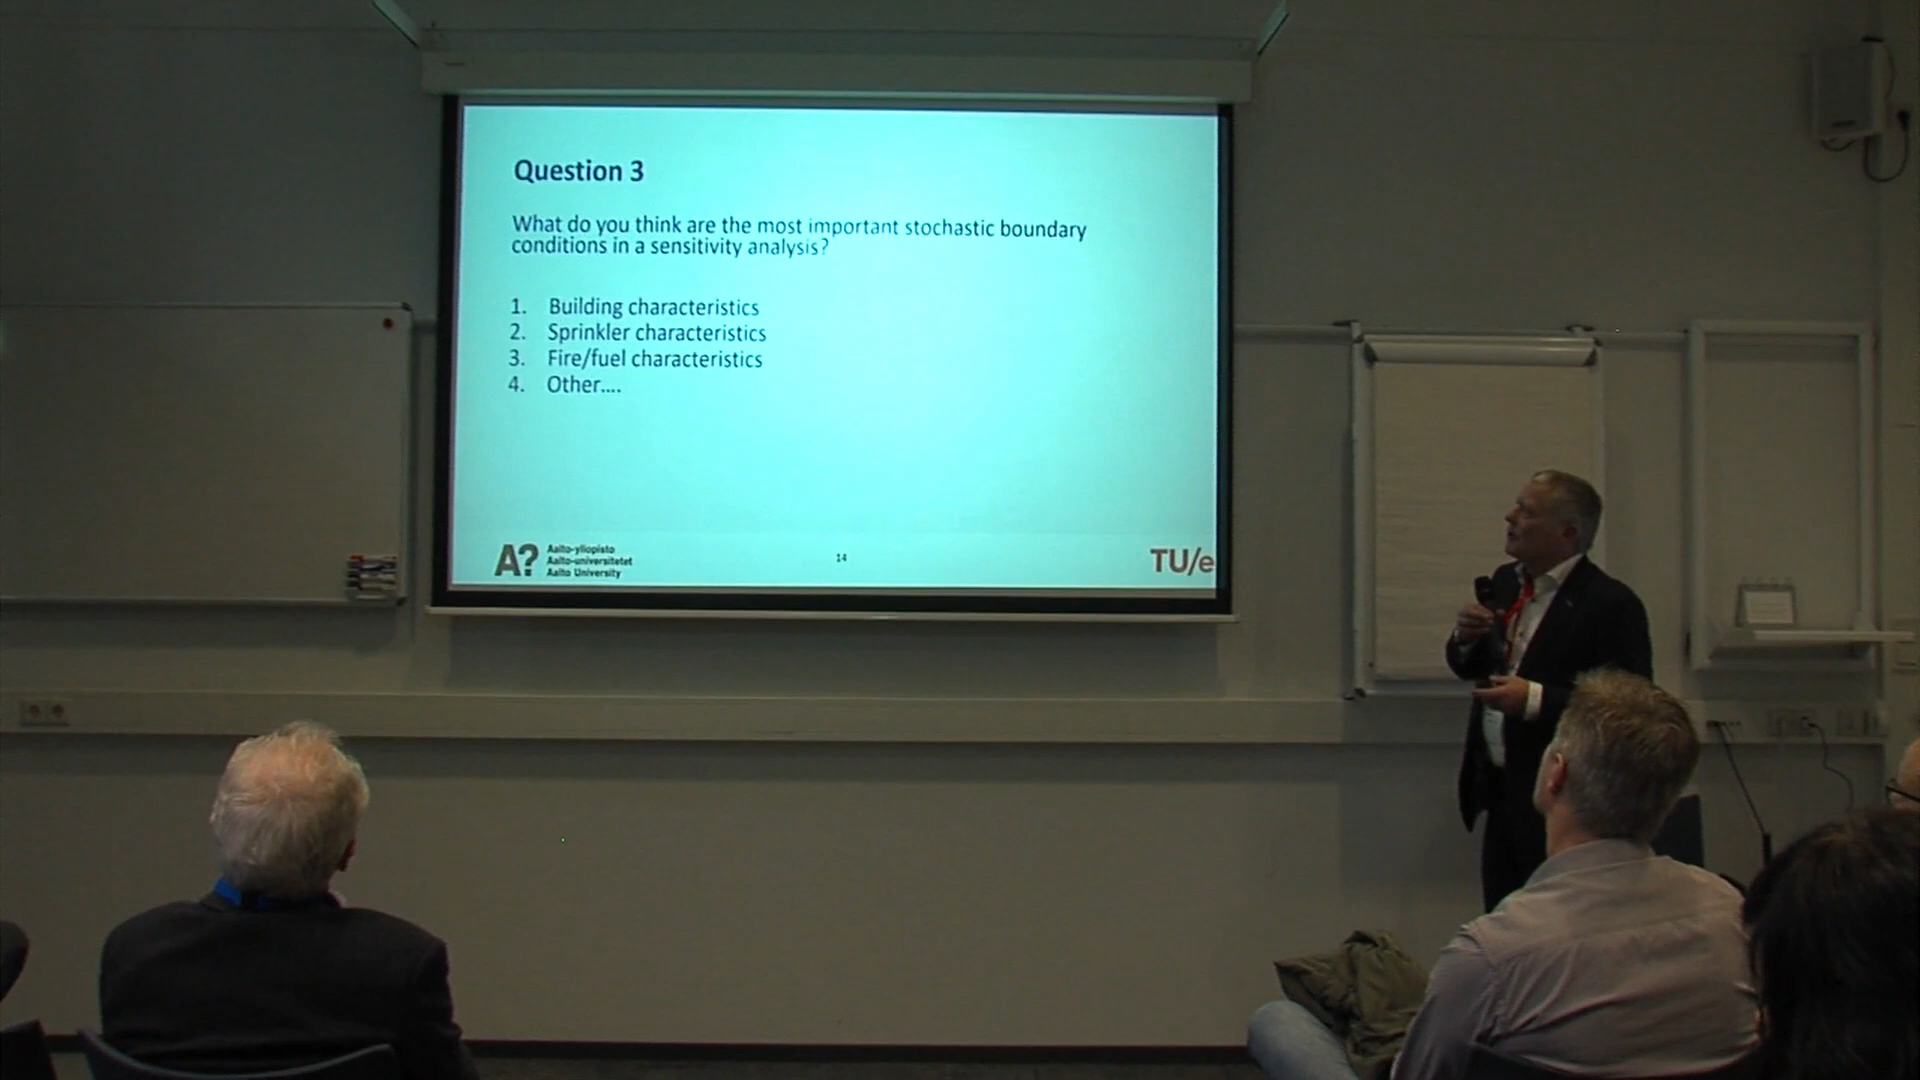 Question 3
What do you think are the most important stochastic boundary
conditions in a sensitivity analysis?
1. Building characteristics
2. Sprinkler characteristics
3. Fire/fuel characteristics
4. Other....
A?
Aalto-yliopisto
Aalto-universitetet
Aalto University
14
TU/e